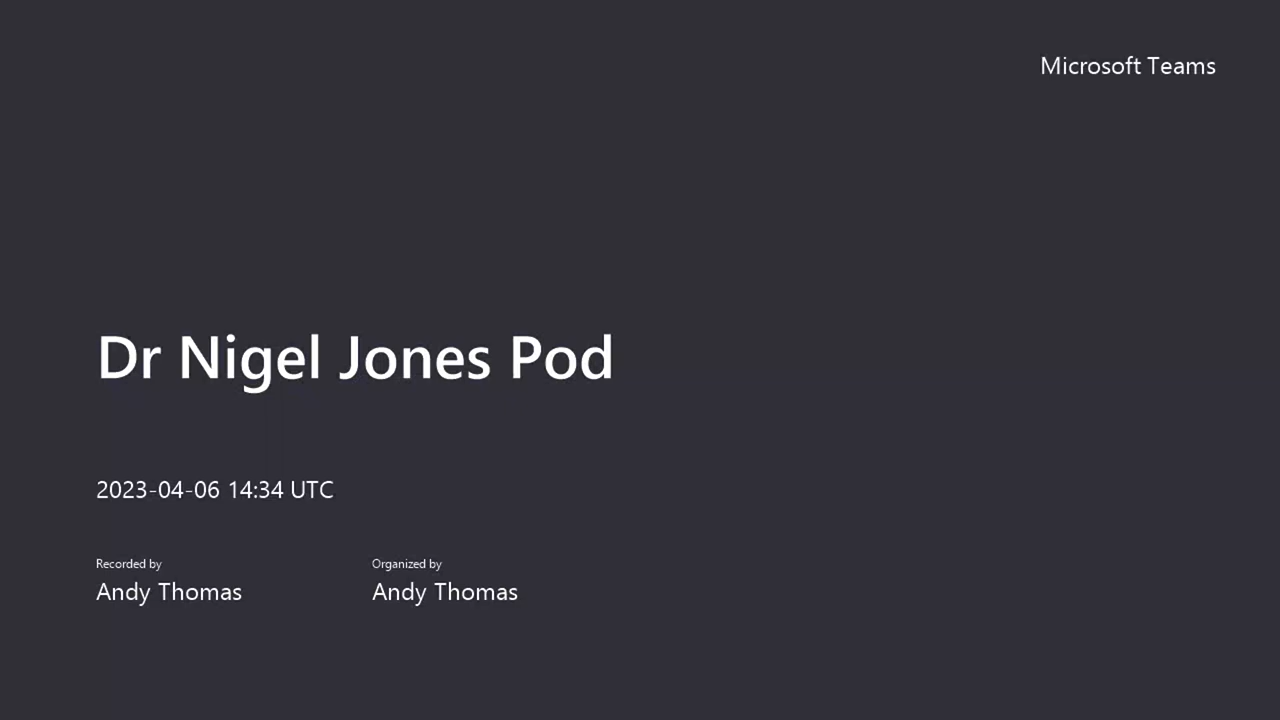 Microsoft Teams
Dr Nigel Jones Pod
2023-04-06 14:34 UTC
Recorded by
Andy Thomas
Organized by
Andy Thomas